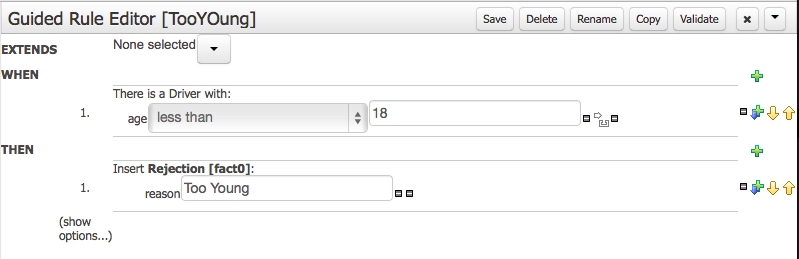 Guided Rule Editor [TooYOung] Save Delete Rename Copy Validate
EXTENDS None selected
WHEN
There is a Driver with:
1. age less than 18
THEN
Insert Rejection [fact0]:
1. reason Too Young
(show
options...)